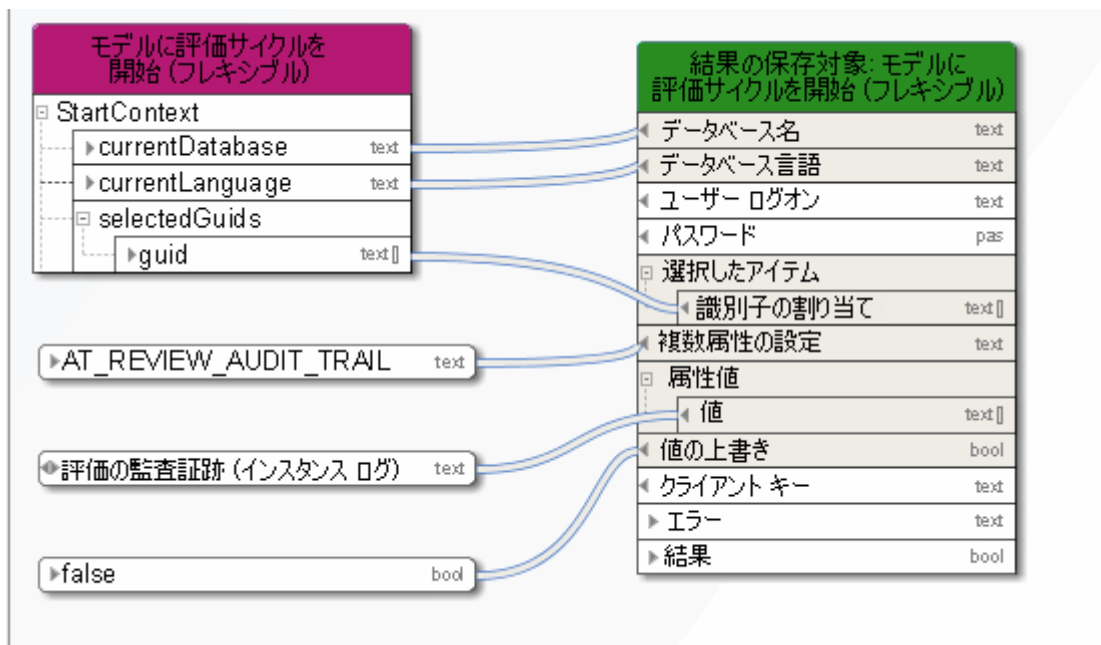 モデルに評価サイクルを
開始 (フレキシブル)
StartContext
currentDatabase text
currentLanguage text
selectedGuids
guid text[]
AT_REVIEW_AUDIT_TRAIL text
評価の監査証跡 (インスタンス ログ) text
false bool
結果の保存対象: モデルに
評価サイクルを開始 (フレキシブル)
データベース名 text
データベース言語 text
ユーザー ログオン text
パスワード pas
選択したアイテム
識別子の割り当て text[]
複数属性の設定 text
属性値
値 text[]
値の上書き bool
クライアント キー text
エラー text
結果 bool